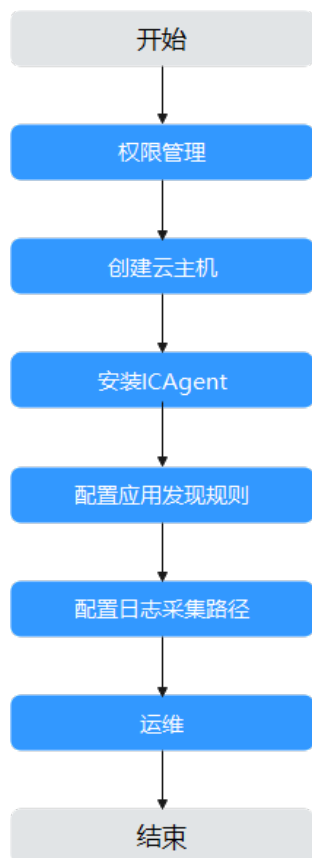 开始
权限管理
创建云主机
安装ICAgent
配置应用发现规则
配置日志采集路径
运维
结束